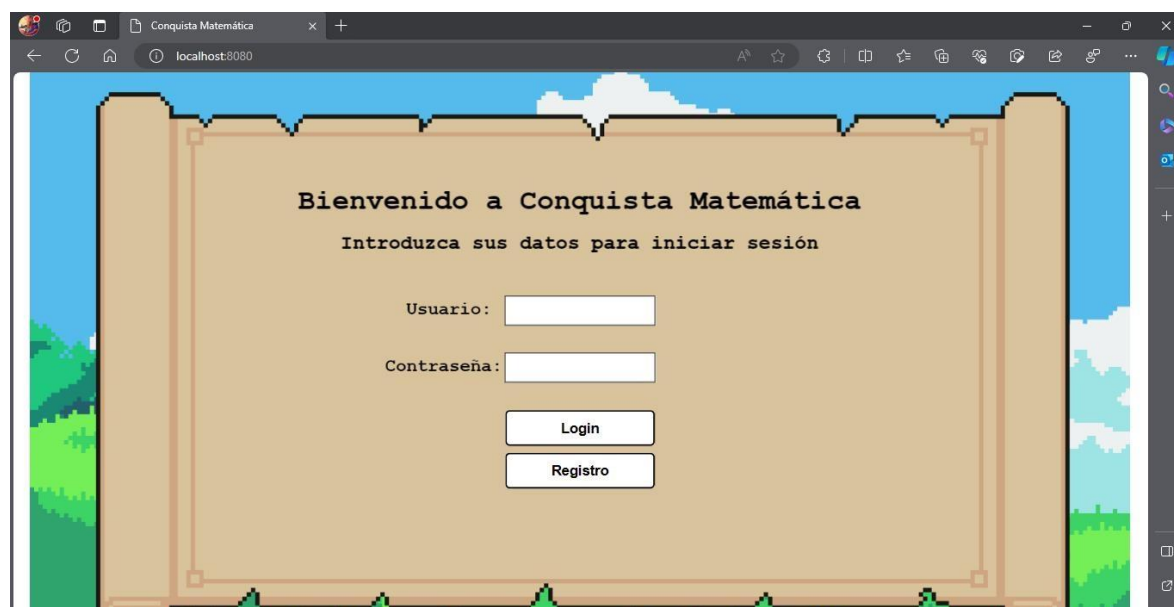 Conquista Matemática
localhost:8080
Bienvenido a Conquista Matemática
Introduzca sus datos para iniciar sesión
Usuario:
Contraseña:
Login
Registro